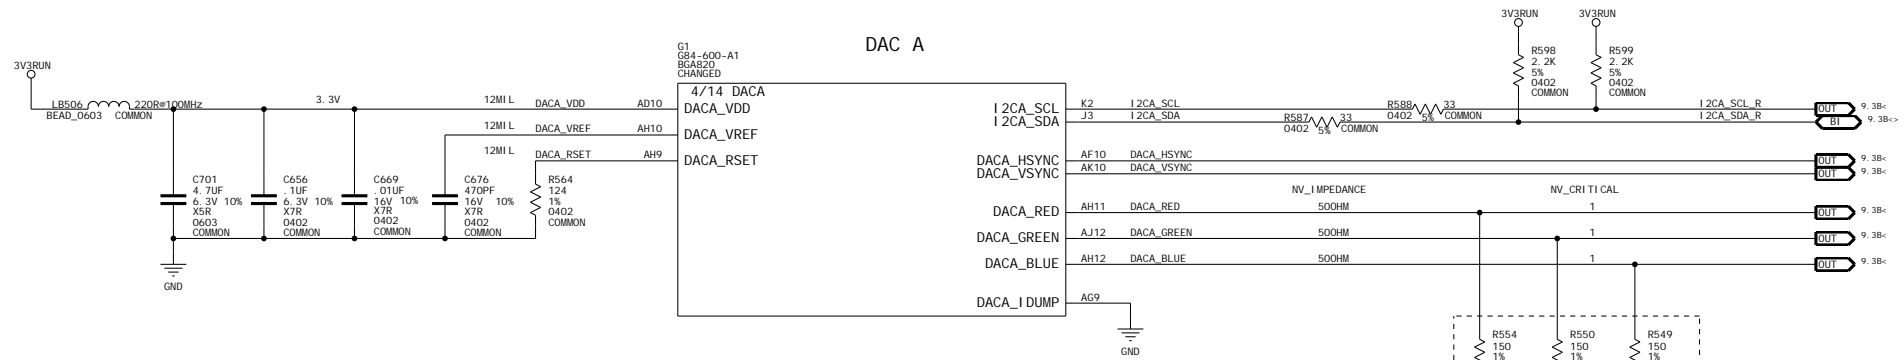 DAC A
G1
G84-600-A1
BGA820
CHANGED
4/14 DACA
3V3RUN
LB506
220R@100MHz
BEAD_0603
COMMON
3.3V
12MIL
DACA_VDD
AD10
DACA_VDD
12MIL
DACA_VREF
AH10
DACA_VREF
12MIL
DACA_RSET
AH9
DACA_RSET
C701
4.7UF
6.3V 10%
X5R
0603
COMMON
C656
.1UF
6.3V 10%
X7R
0402
COMMON
C669
.01UF
16V 10%
X7R
0402
COMMON
C676
470PF
16V 10%
X7R
0402
COMMON
R564
124
1%
0402
COMMON
GND
3V3RUN
3V3RUN
R598
2.2K
5%
0402
COMMON
R599
2.2K
5%
0402
COMMON
I2CA_SCL
K2
I2CA_SCL
R588
33
0402
5%
COMMON
I2CA_SCL_R
OUT
9.3B<
I2CA_SDA
J3
I2CA_SDA
R587
33
0402
5%
COMMON
I2CA_SDA_R
BI
9.3B<>
DACA_HSYNC
AF10
DACA_HSYNC
OUT
9.3B<
DACA_VSYNC
AK10
DACA_VSYNC
OUT
9.3B<
NV_IMPEDANCE
NV_CRITICAL
DACA_RED
AH11
DACA_RED
50OHM
1
OUT
9.3B<
DACA_GREEN
AJ12
DACA_GREEN
50OHM
1
OUT
9.3B<
DACA_BLUE
AH12
DACA_BLUE
50OHM
1
OUT
9.3B<
DACA_IDUMP
AG9
GND
R554
150
1%
R550
150
1%
R549
150
1%